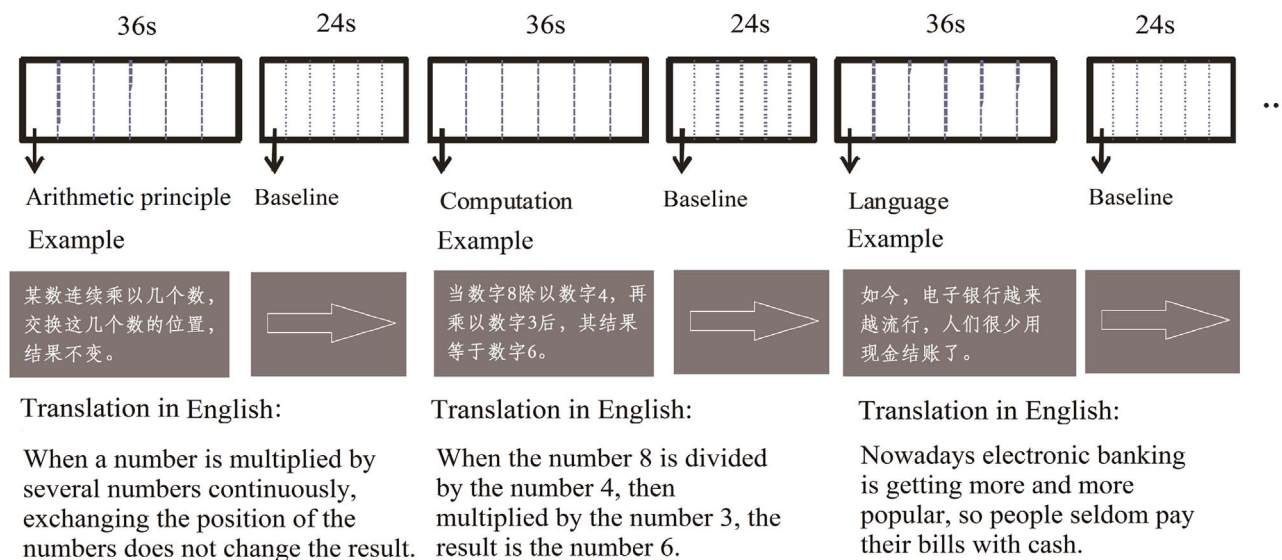 36s 24s 36s 24s 36s 24s
..
Arithmetic principle Baseline Computation Baseline Language Baseline
Example Example Example
某数连续乘以几个数，
交换这几个数的位置，
结果不变。
当数字8除以数字4，再
乘以数字3后，其结果
等于数字6。
如今，电子银行越来
越流行，人们很少用
现金结账了。
Translation in English:
When a number is multiplied by
several numbers continuously,
exchanging the position of the
numbers does not change the result.
Translation in English:
When the number 8 is divided
by the number 4, then
multiplied by the number 3, the
result is the number 6.
Translation in English:
Nowadays electronic banking
is getting more and more
popular, so people seldom pay
their bills with cash.